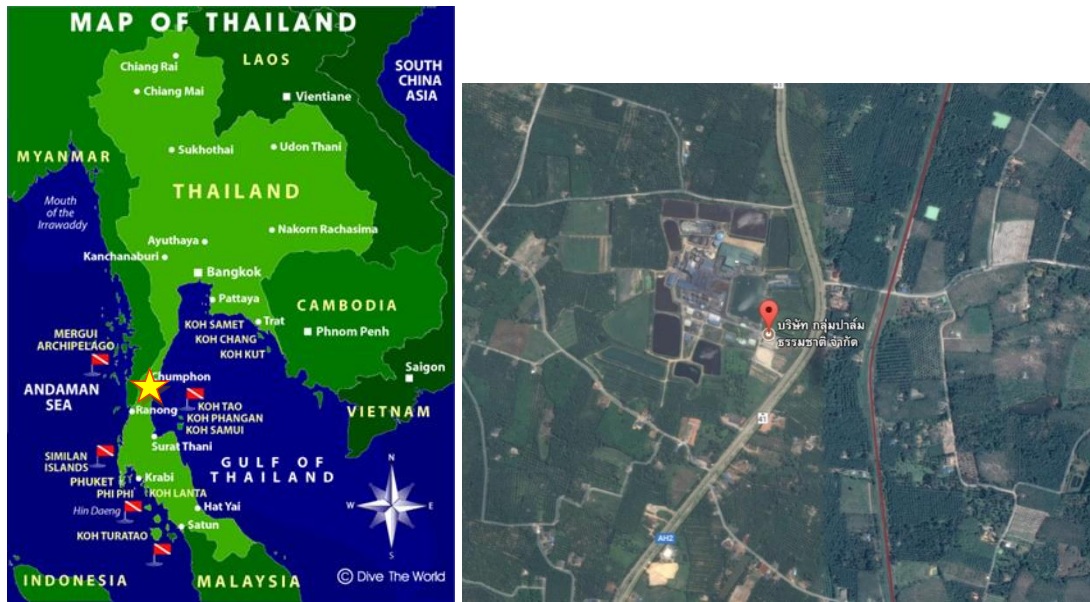 MAP OF THAILAND
LAOS
Chiang Rai
SOUTH
CHINA
ASIA
Chiang Mai
Vientiane
MYANMAR
Sukhothai
Udon Thani
THAILAND
Mouth
of the
Irrawaddy
Ayuthaya
Nakorn Rachasima
Kanchanaburi
Bangkok
Pattaya
CAMBODIA
KOH SAMET
Trat
KOH CHANG
Phnom Penh
KOH KUT
MERGUI
ARCHIPELAGO
Saigon
Chumphon
ANDAMAN
SEA
KOH TAO
VIETNAM
Ranong
KOH PHANGAN
KOH SAMUI
Surat Thani
SIMILAN
ISLANDS
GULF OF
THAILAND
N
Krabi
PHUKET
PHI PHI
KOH LANTA
W
E
Hin Daeng
Hat Yai
Satun
KOH TURATAO
S
INDONESIA
MALAYSIA
© Dive The World
41
บริษัท กลุ่มปาล์ม
ธรรมชาติ จำกัด
41
AH2